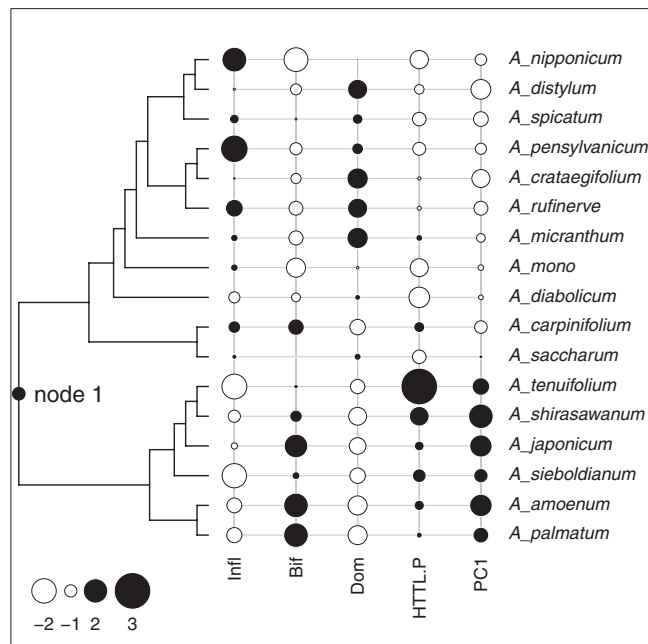 A_nipponicum
A_distylum
A_spicatum
A_pensylvanicum
A_crataegifolium
A_rufinerve
A_micranthum
A_mono
A_diabolicum
A_carpinifolium
A_saccharum
node 1
A_tenuifolium
A_shirasawanum
A_japonicum
A_sieboldianum
A_amoenum
A_palmatum
Infl
Bif
Dom
HTTL.P
PC1
−2 −1 2 3